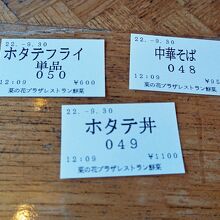 22.-9.30
ホタテフライ
単品
050
12:09 ¥600
菜の花プラザレストラン鮮菜
22.-9.30
中華そば
048
12:09
菜の花プラザレストラン鮮菜
22.-9.30
ホタテ丼
049
12:09 ¥1100
菜の花プラザレストラン鮮菜